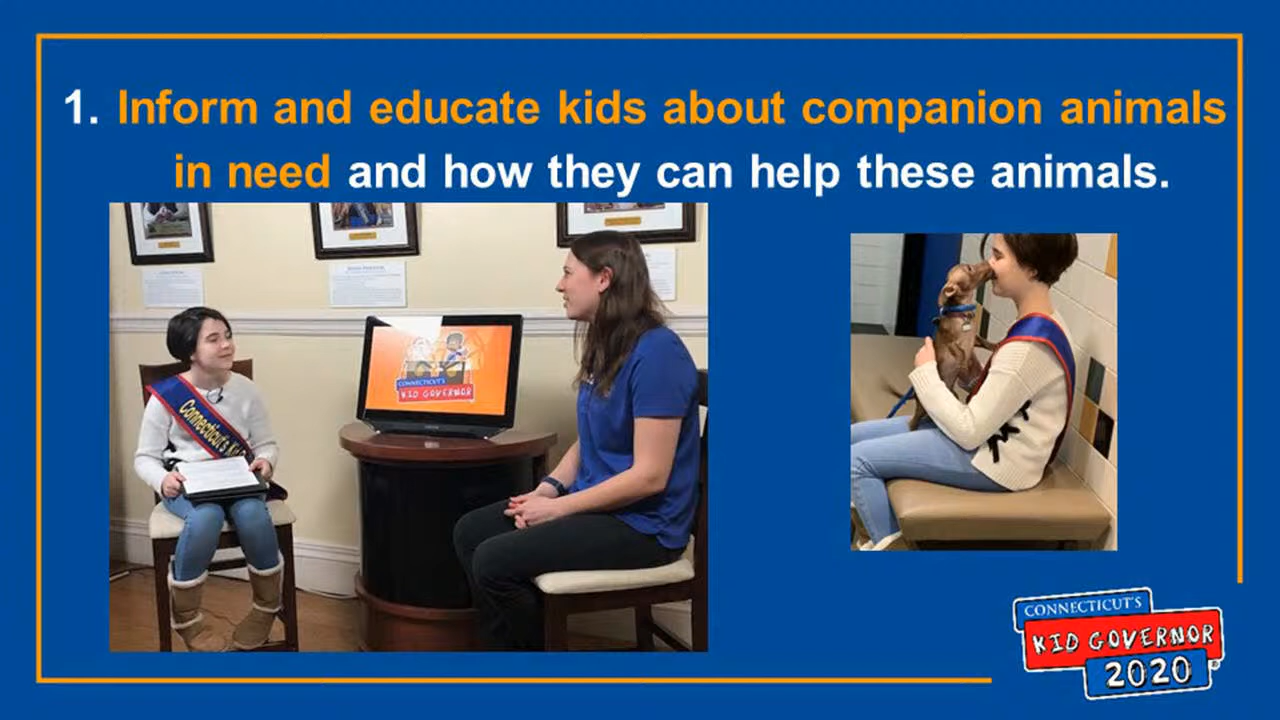 1. Inform and educate kids about companion animals
in need and how they can help these animals.
Connecticut's
CONNECTICUT'S
KID GOVERNOR
CONNECTICUT'S
KID GOVERNOR
2020